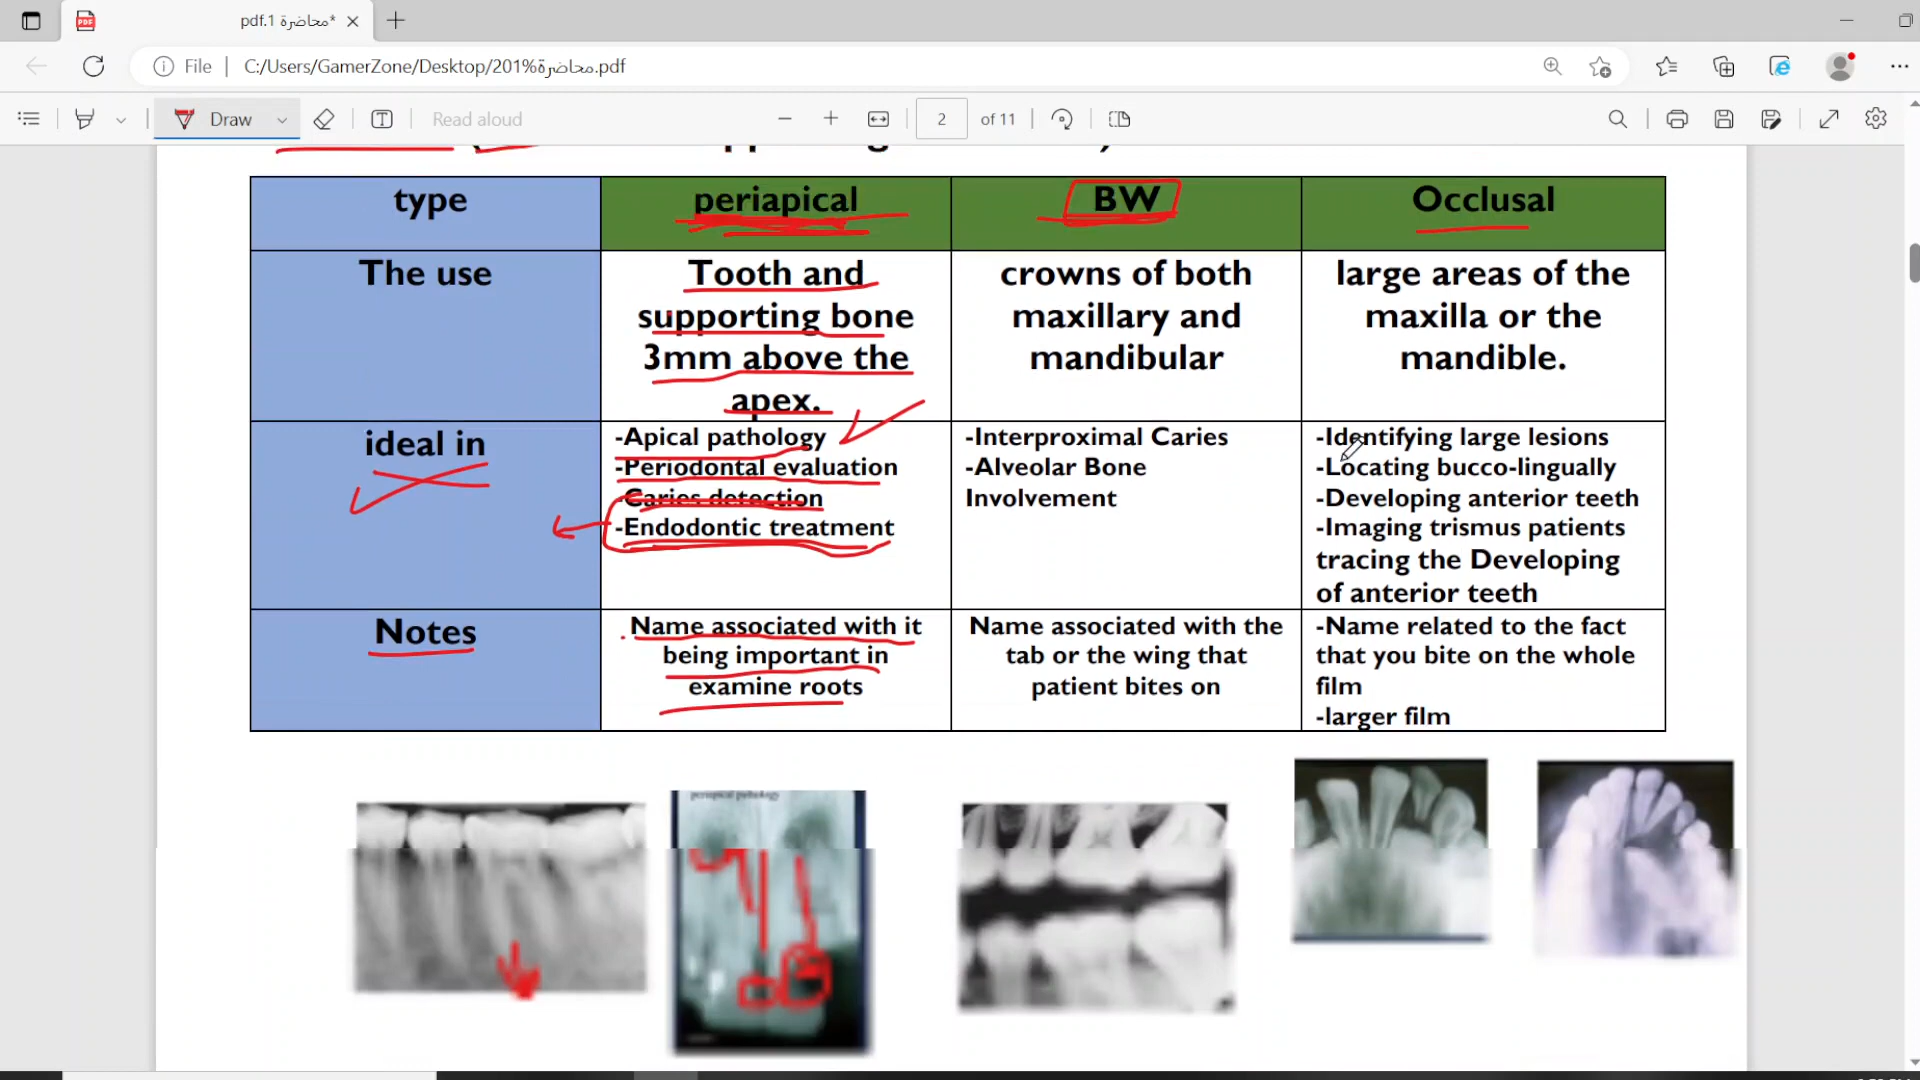 محاضرة 1.pdf*
File
C:/Users/GamerZone/Desktop/201%محاضرة.pdf
Draw
Read aloud
2
of 11
type
periapical
BW
Occlusal
The use
Tooth and
supporting bone
3mm above the
apex.
crowns of both
maxillary and
mandibular
large areas of the
maxilla or the
mandible.
ideal in
-Apical pathology
-Periodontal evaluation
-Caries detection
-Endodontic treatment
-Interproximal Caries
-Alveolar Bone
Involvement
-Identifying large lesions
-Locating bucco-lingually
-Developing anterior teeth
-Imaging trismus patients
tracing the Developing
of anterior teeth
Notes
Name associated with it
being important in
examine roots
Name associated with the
tab or the wing that
patient bites on
-Name related to the fact
that you bite on the whole
film
-larger film